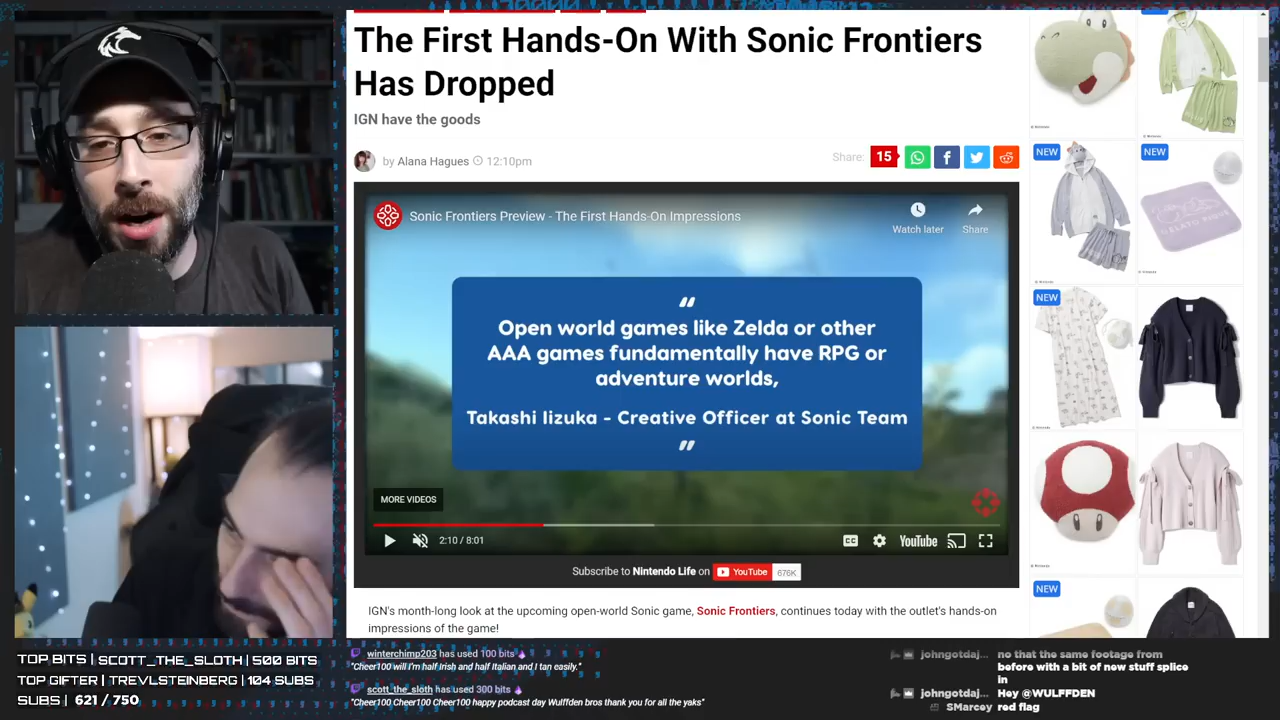 The First Hands-On With Sonic Frontiers
Has Dropped
IGN have the goods
by Alana Hagues 12:10pm
Share: 15
Sonic Frontiers Preview - The First Hands-On Impressions
Watch later
Share
"
Open world games like Zelda or other
AAA games fundamentally have RPG or
adventure worlds,
Takashi Iizuka - Creative Officer at Sonic Team
"
MORE VIDEOS
2:10 / 8:01
CC
YouTube
Subscribe to Nintendo Life on YouTube 676K
IGN's month-long look at the upcoming open-world Sonic game, Sonic Frontiers, continues today with the outlet's hands-on
impressions of the game!
NEW
NEW
NEW
NEW
GELATO PIQUE
TOP BITS | SCOTT_THE_SLOTH | 500 BITS
TOP GIFTER | TREVLSTEINBERG | 104 SUBS
SUBS | 621 / 750
winterchimp203 has used 100 bits
"Cheer100 will I'm half Irish and half Italian and I tan easily."
scott_the_sloth has used 300 bits
"Cheer100 Cheer100 Cheer100 happy podcast day Wulffden bros thank you for all the yaks"
johngotdaj... no that the same footage from
before with a bit of new stuff splice
in
johngotdaj... Hey @WULFFDEN
SMarcey red flag